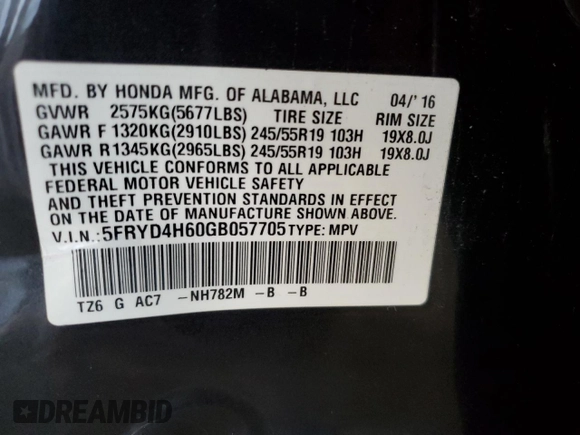 MFD. BY HONDA MFG. OF ALABAMA, LLC 04/'16
GVWR 2575KG(5677LBS) TIRE SIZE RIM SIZE
GAWR F 1320KG(2910LBS) 245/55R19 103H 19X8.0J
GAWR R 1345KG(2965LBS) 245/55R19 103H 19X8.0J
THIS VEHICLE CONFORMS TO ALL APPLICABLE
FEDERAL MOTOR VEHICLE SAFETY
AND THEFT PREVENTION STANDARDS IN EFFECT
ON THE DATE OF MANUFACTURE SHOWN ABOVE.
V.I.N.: 5FRYD4H60GB057705 TYPE: MPV
TZ6 G AC7 -NH782M -B -B
DREAMBID